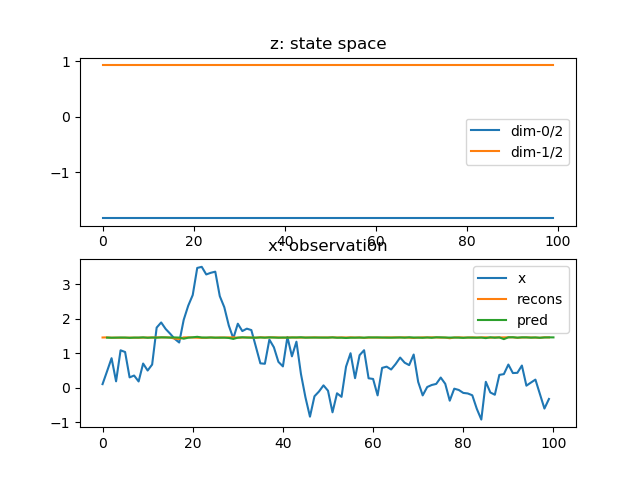 z: state space
1
0
−1
dim-0/2
dim-1/2
0 20 40 60 80 100
x: observation
3
2
1
0
−1
x
recons
pred
0 20 40 60 80 100